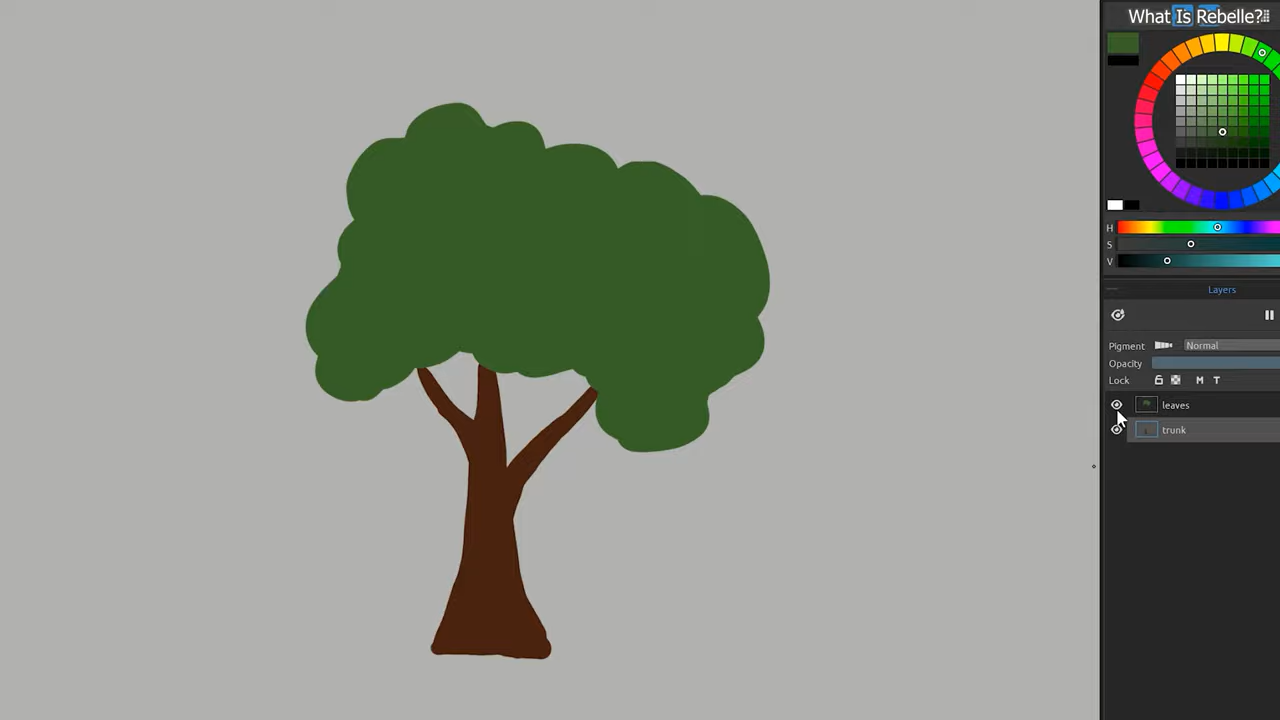 What Is Rebelle?
H
S
V
Layers
Pigment Normal
Opacity
Lock M T
leaves
trunk